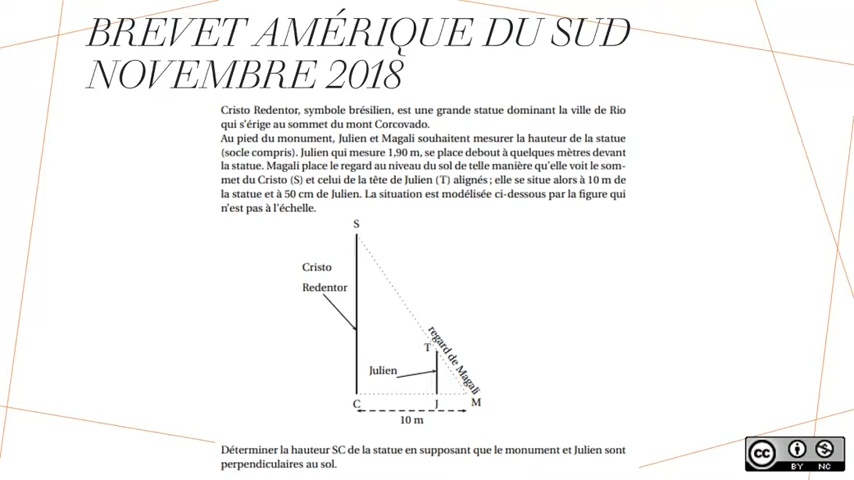 BREVET AMÉRIQUE DU SUD
NOVEMBRE 2018
Cristo Redentor, symbole brésilien, est une grande statue dominant la ville de Rio
qui s'érige au sommet du mont Corcovado.
Au pied du monument, Julien et Magali souhaitent mesurer la hauteur de la statue
(socle compris). Julien qui mesure 1,90 m, se place debout à quelques mètres devant
la statue. Magali place le regard au niveau du sol de telle manière qu'elle voit le som-
met du Cristo (S) et celui de la tête de Julien (T) alignés ; elle se situe alors à 10 m de
la statue et à 50 cm de Julien. La situation est modélisée ci-dessous par la figure qui
n'est pas à l'échelle.
S
Cristo
Redentor
regard de Magali
T
Julien
C
J
M
10 m
Déterminer la hauteur SC de la statue en supposant que le monument et Julien sont
perpendiculaires au sol.
cc
BY NC